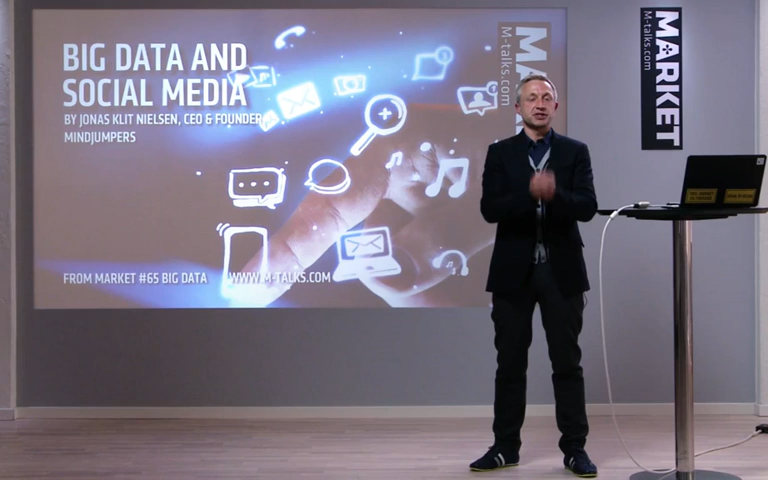 BIG DATA AND
SOCIAL MEDIA
BY JONAS KLIT NIELSEN, CEO & FOUNDER,
MINDJUMPERS
FROM MARKET #65 BIG DATA
WWW.M-TALKS.COM
M-talks.com
MARKET
M-talks.com